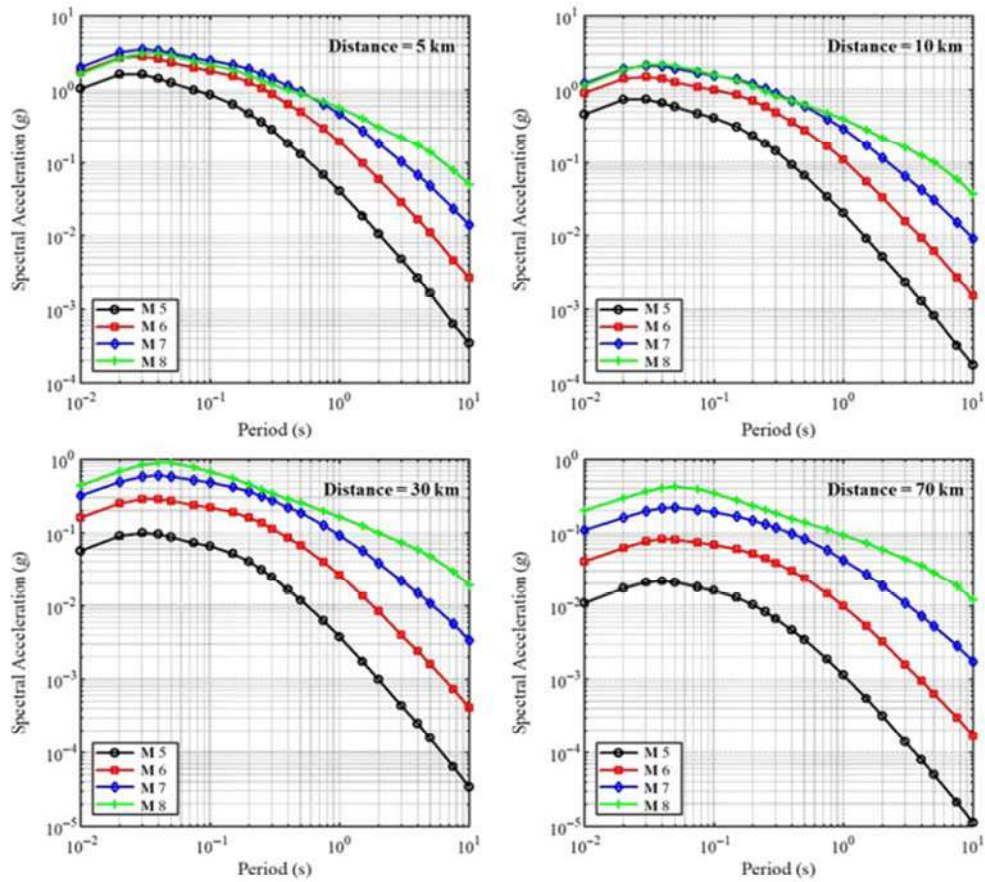 10²
Distance = 5 km
10¹
10⁰
10⁻¹
10⁻²
10⁻³
10⁻⁴
Spectral Acceleration (g)
M 5
M 6
M 7
M 8
10⁻² 10⁻¹ 10⁰ 10¹
Period (s)
10²
Distance = 10 km
10¹
10⁰
10⁻¹
10⁻²
10⁻³
10⁻⁴
Spectral Acceleration (g)
M 5
M 6
M 7
M 8
10⁻² 10⁻¹ 10⁰ 10¹
Period (s)
10⁰
Distance = 30 km
10⁻¹
10⁻²
10⁻³
10⁻⁴
10⁻⁵
Spectral Acceleration (g)
M 5
M 6
M 7
M 8
10⁻² 10⁻¹ 10⁰ 10¹
Period (s)
10⁰
Distance = 70 km
10⁻¹
10⁻²
10⁻³
10⁻⁴
10⁻⁵
Spectral Acceleration (g)
M 5
M 6
M 7
M 8
10⁻² 10⁻¹ 10⁰ 10¹
Period (s)